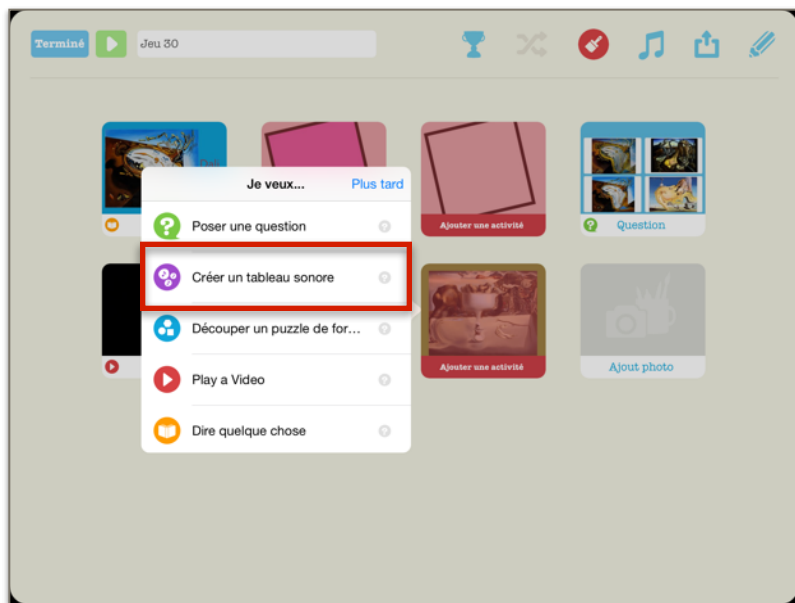 Terminé
Jeu 30
Dali
Je veux...
Plus tard
Poser une question
Créer un tableau sonore
Découper un puzzle de for...
Play a Video
Dire quelque chose
Ajouter une activité
Question
Ajouter une activité
Ajout photo